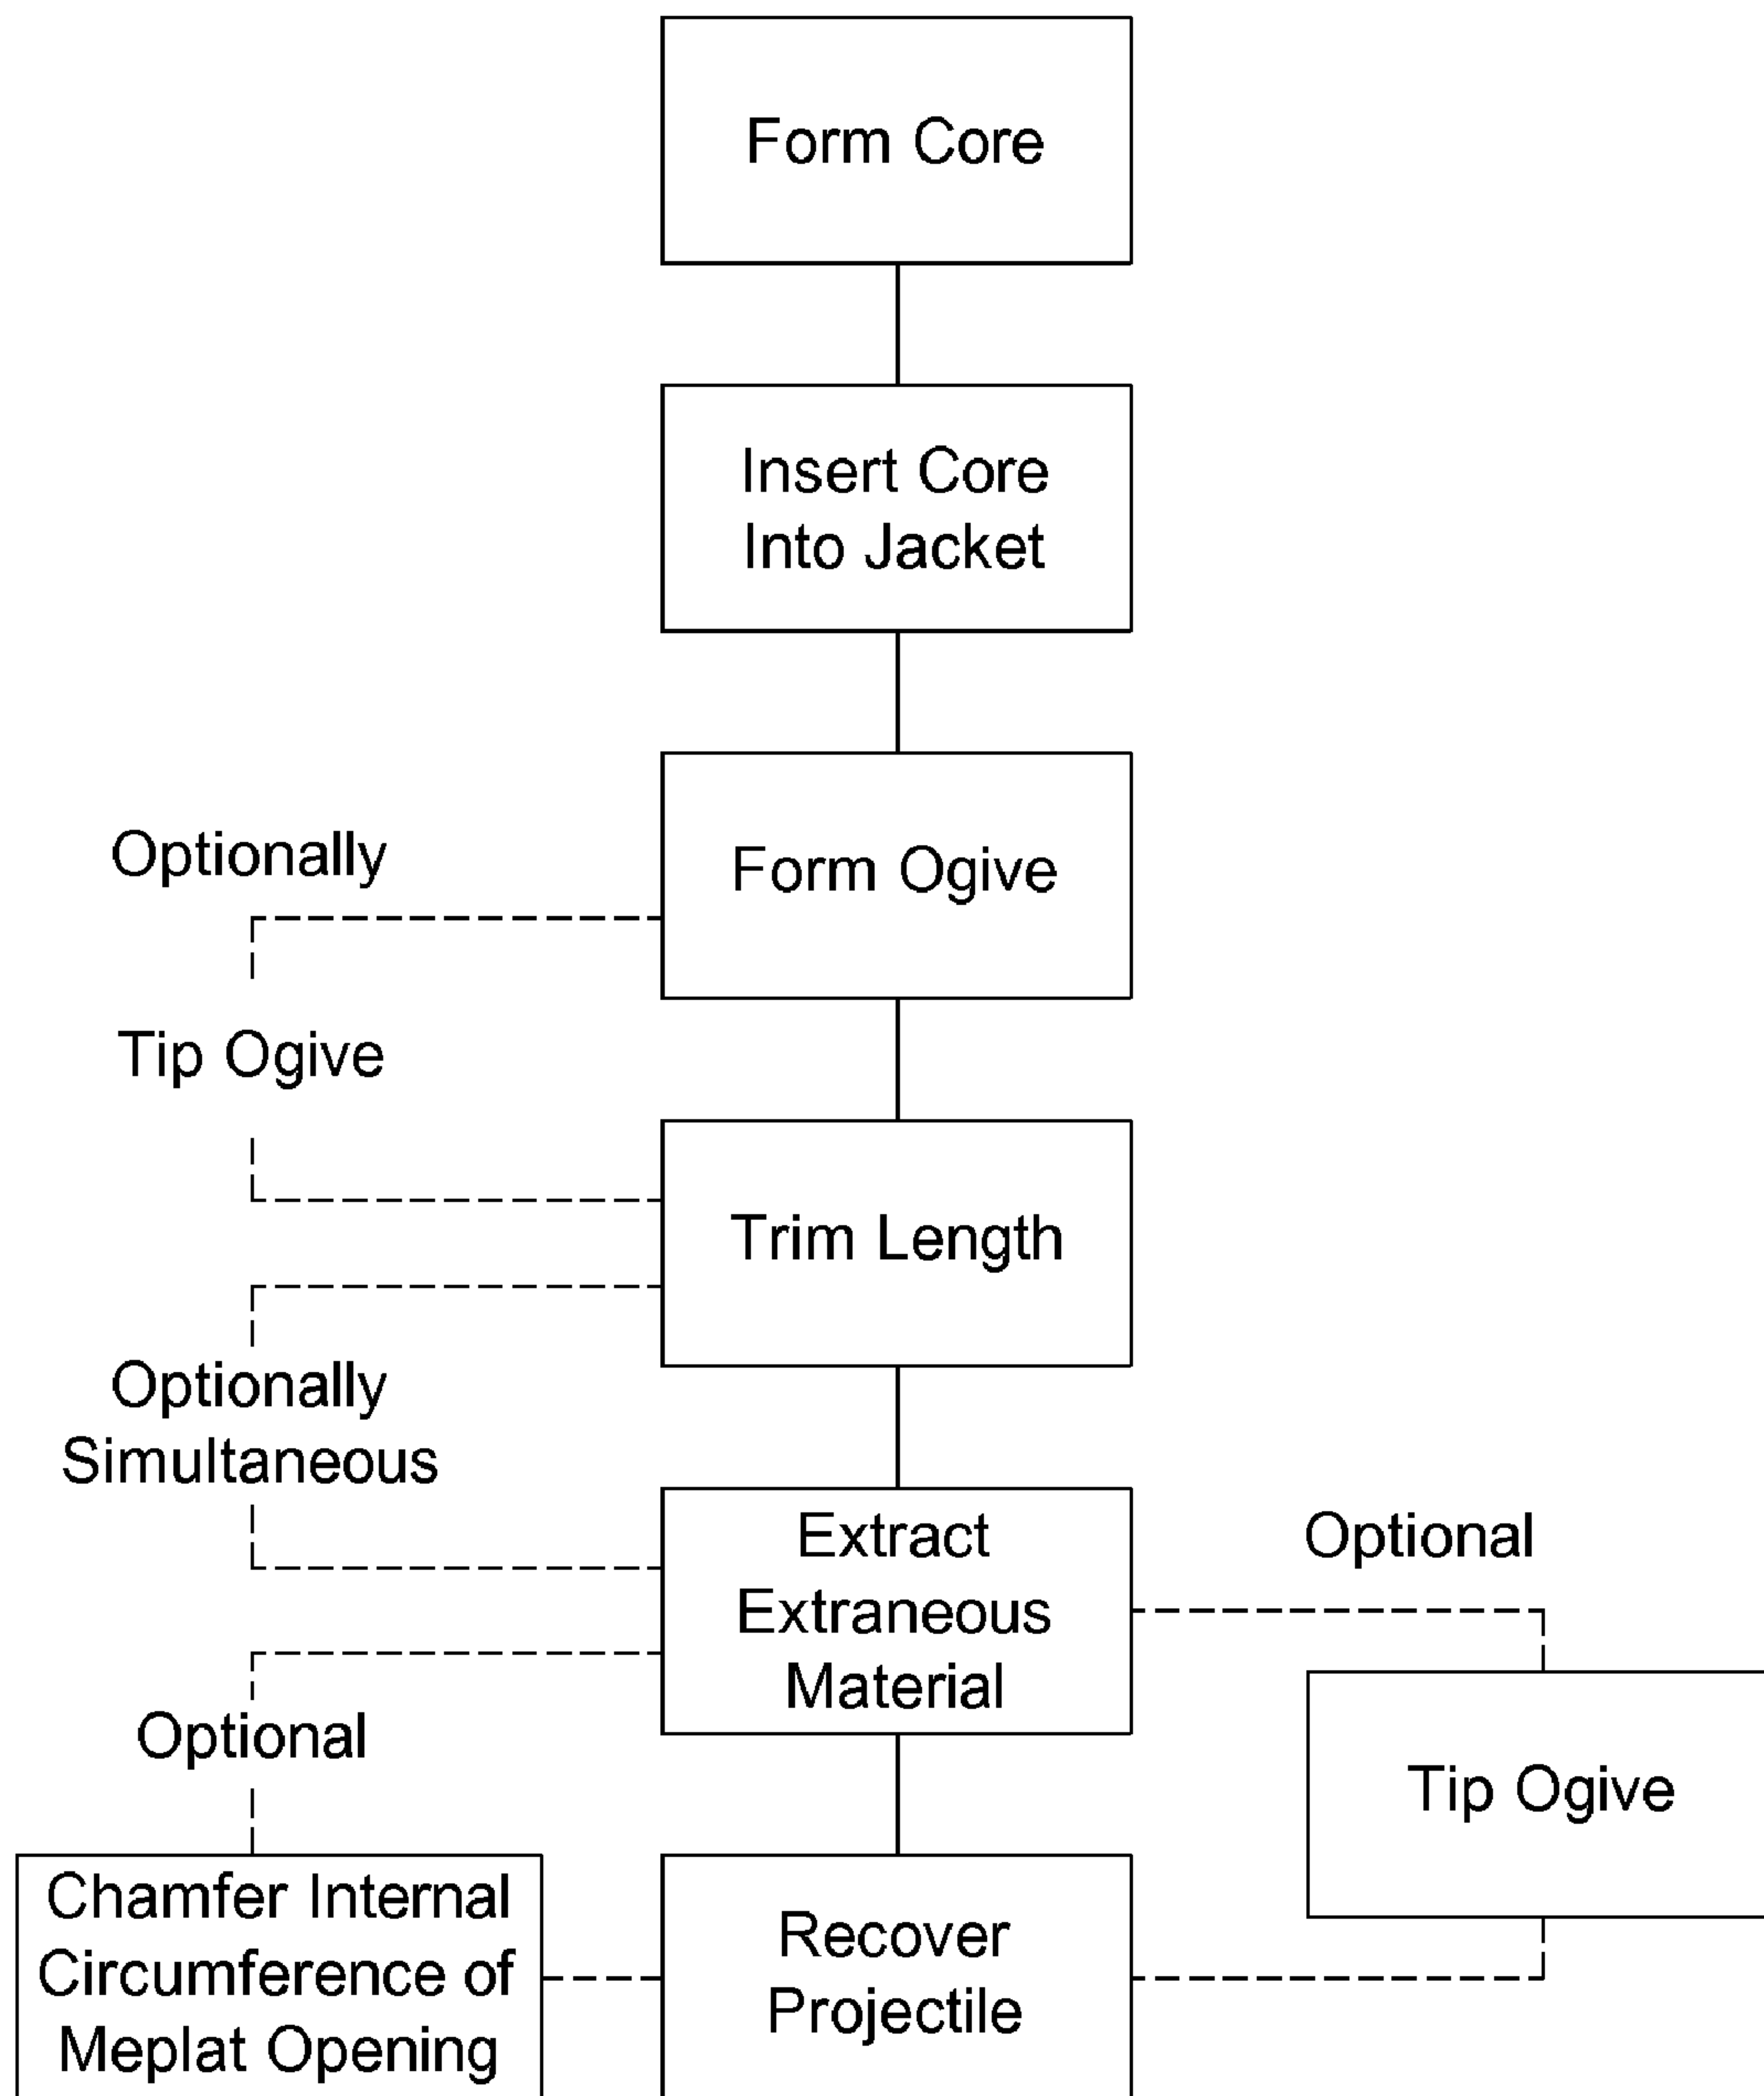 Form Core
Insert Core
Into Jacket
Form Ogive
Optionally
Tip Ogive
Trim Length
Optionally
Simultaneous
Extract
Extraneous
Material
Optional
Optional
Tip Ogive
Chamfer Internal
Circumference of
Meplat Opening
Recover
Projectile